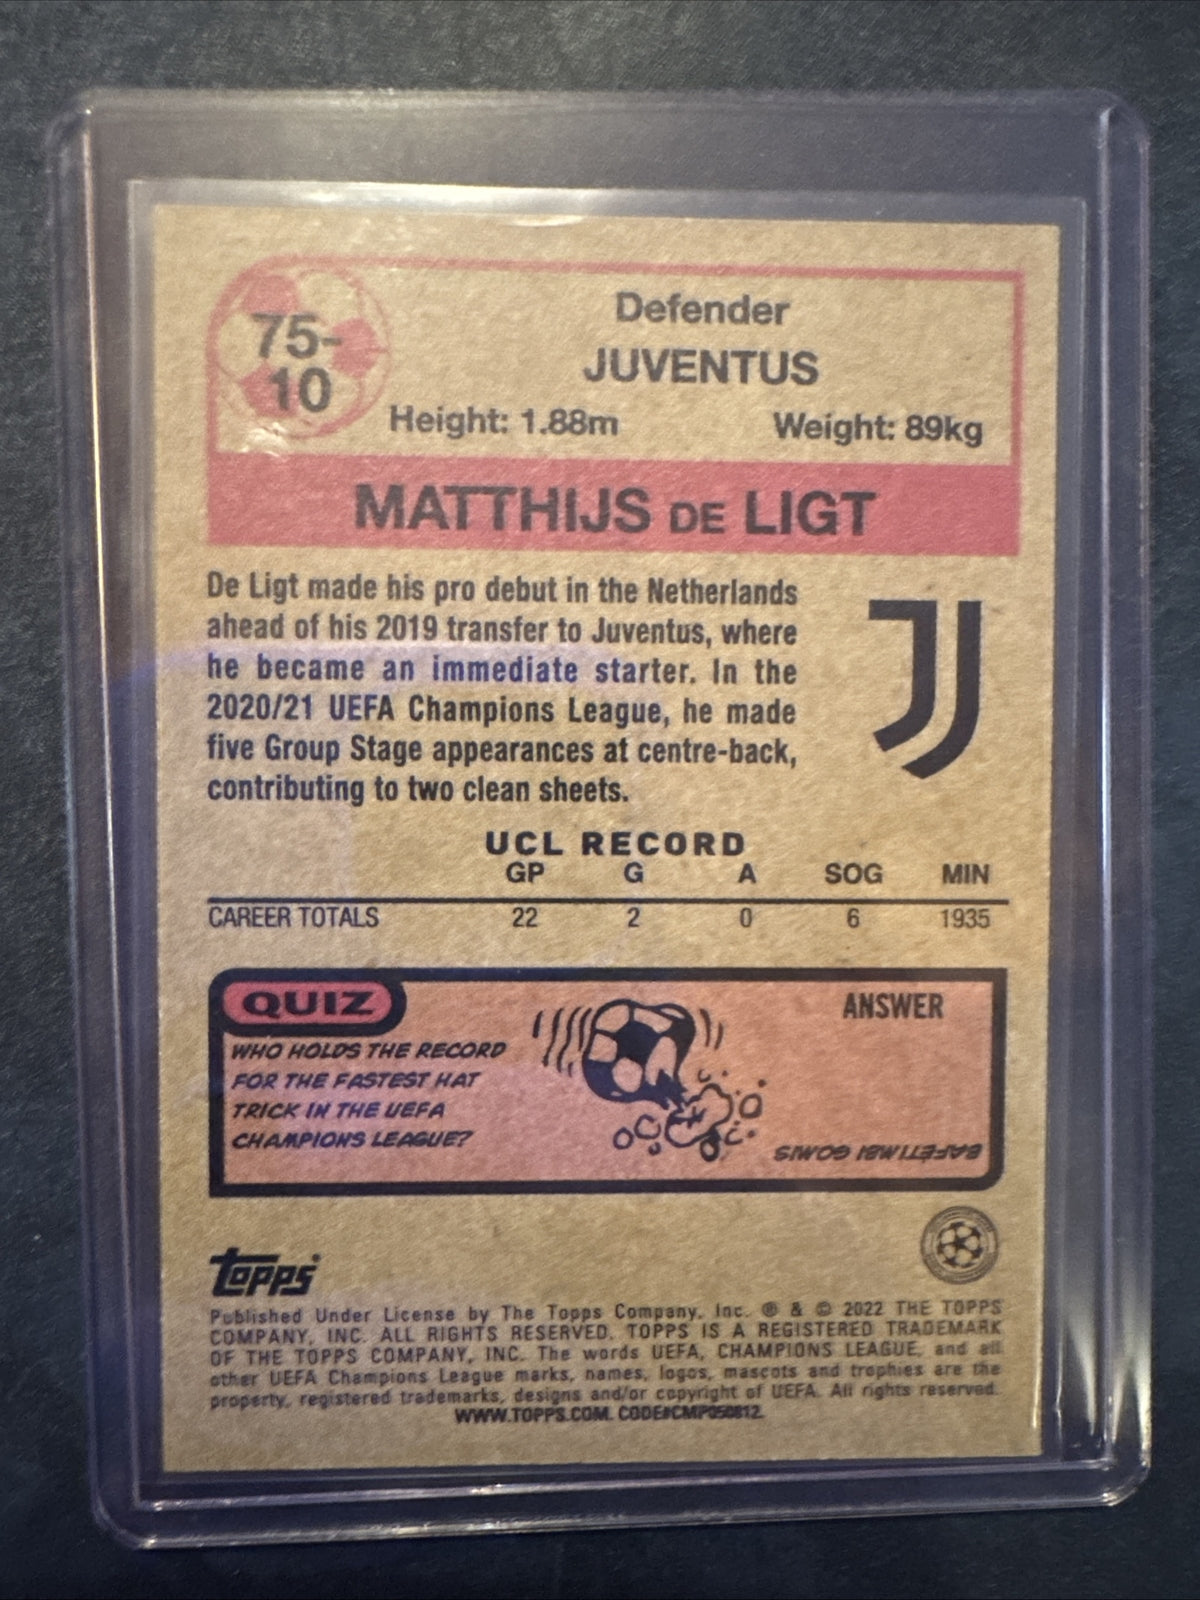 75-
10
Defender
JUVENTUS
Height: 1.88m Weight: 89kg
MATTHIJS DE LIGT
De Ligt made his pro debut in the Netherlands
ahead of his 2019 transfer to Juventus, where
he became an immediate starter. In the
2020/21 UEFA Champions League, he made
five Group Stage appearances at centre-back,
contributing to two clean sheets.
UCL RECORD
GP G A SOG MIN
CAREER TOTALS 22 2 0 6 1935
QUIZ
WHO HOLDS THE RECORD
FOR THE FASTEST HAT
TRICK IN THE UEFA
CHAMPIONS LEAGUE?
ANSWER
BAFÉTIMBI GOMIS
Topps
Published Under License by The Topps Company, Inc. ® & © 2022 THE TOPPS
COMPANY, INC. ALL RIGHTS RESERVED. TOPPS IS A REGISTERED TRADEMARK
OF THE TOPPS COMPANY, INC. The words UEFA, CHAMPIONS LEAGUE, and all
other UEFA Champions League marks, names, logos, mascots and trophies are the
property, registered trademarks, designs and/or copyright of UEFA. All rights reserved.
WWW.TOPPS.COM. CODE#CMP050812